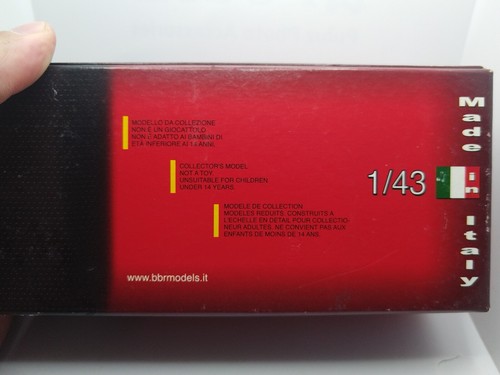 MODELLO DA COLLEZIONE
NON È UN GIOCATTOLO
NON È ADATTO AI BAMBINI DI
ETÀ INFERIORE AI 14 ANNI.
COLLECTOR'S MODEL
NOT A TOY.
UNSUITABLE FOR CHILDREN
UNDER 14 YEARS.
MODELE DE COLLECTION.
MODELES REDUITS, CONSTRUITS A
L'ECHELLE EN DETAIL POUR COLLECTIO-
NEUR ADULTES, NE CONVIENT PAS AUX
ENFANTS DE MOINS DE 14 ANS.
1/43
Made in Italy
www.bbrmodels.it